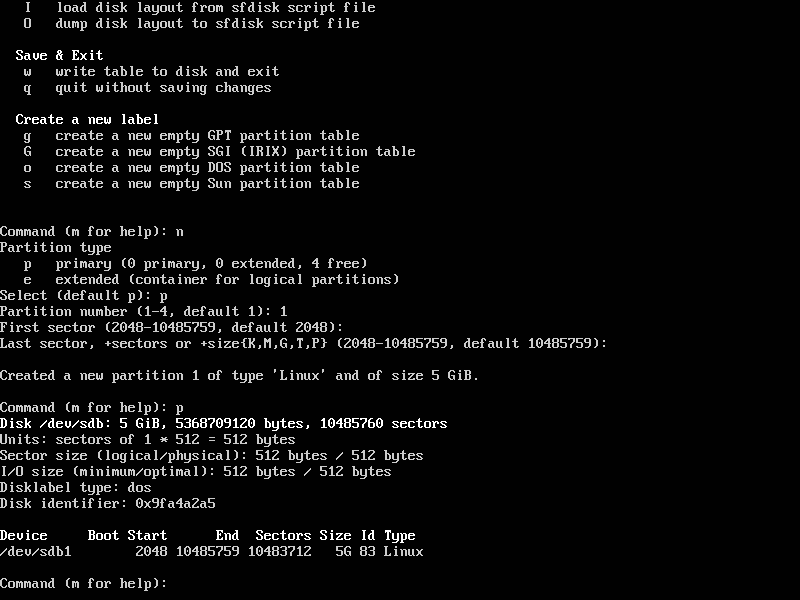 I   load disk layout from sfdisk script file
   O   dump disk layout to sfdisk script file

  Save & Exit
   w   write table to disk and exit
   q   quit without saving changes

  Create a new label
   g   create a new empty GPT partition table
   G   create a new empty SGI (IRIX) partition table
   o   create a new empty DOS partition table
   s   create a new empty Sun partition table


Command (m for help): n
Partition type
   p   primary (0 primary, 0 extended, 4 free)
   e   extended (container for logical partitions)
Select (default p): p
Partition number (1-4, default 1): 1
First sector (2048-10485759, default 2048):
Last sector, +sectors or +size{K,M,G,T,P} (2048-10485759, default 10485759):

Created a new partition 1 of type 'Linux' and of size 5 GiB.

Command (m for help): p
Disk /dev/sdb: 5 GiB, 5368709120 bytes, 10485760 sectors
Units: sectors of 1 * 512 = 512 bytes
Sector size (logical/physical): 512 bytes / 512 bytes
I/O size (minimum/optimal): 512 bytes / 512 bytes
Disklabel type: dos
Disk identifier: 0x9fa4a2a5

Device     Boot Start      End  Sectors Size Id Type
/dev/sdb1        2048 10485759 10483712   5G 83 Linux

Command (m for help):